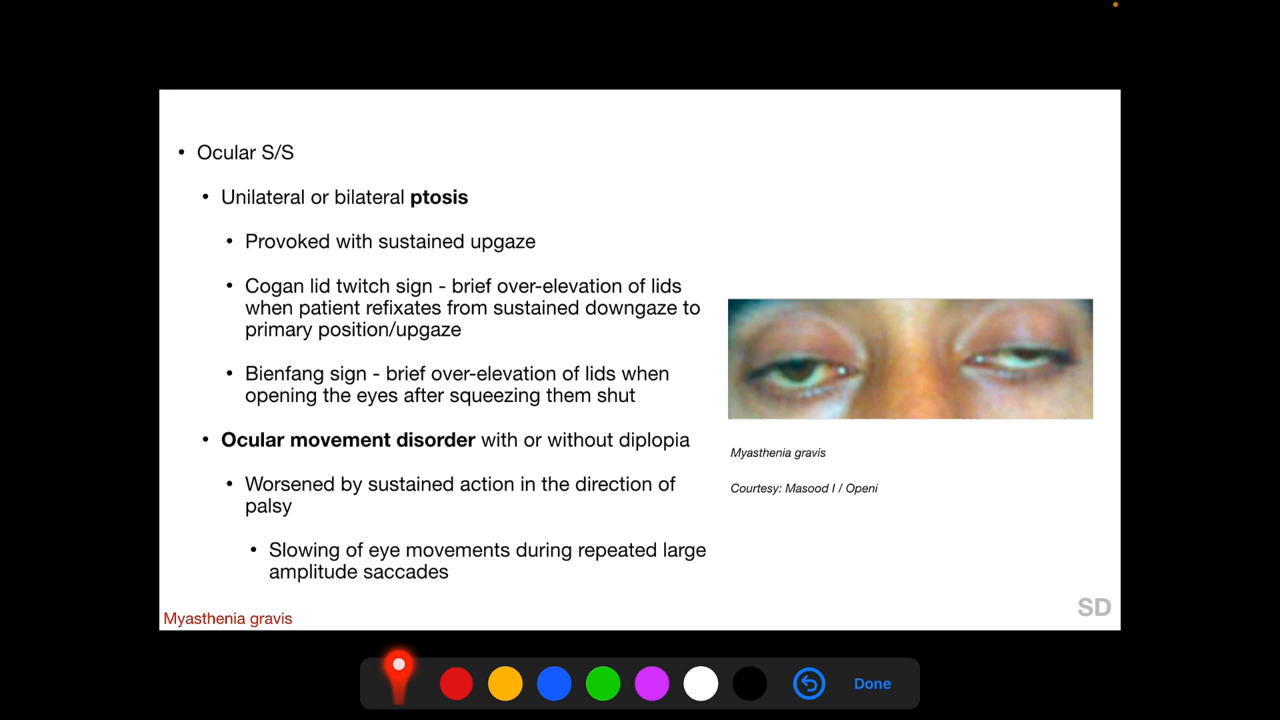 • Ocular S/S
• Unilateral or bilateral ptosis
• Provoked with sustained upgaze
• Cogan lid twitch sign - brief over-elevation of lids
when patient refixates from sustained downgaze to
primary position/upgaze
• Bienfang sign - brief over-elevation of lids when
opening the eyes after squeezing them shut
• Ocular movement disorder with or without diplopia
• Worsened by sustained action in the direction of
palsy
• Slowing of eye movements during repeated large
amplitude saccades
Myasthenia gravis
Courtesy: Masood I / Openi
Myasthenia gravis
SD
Done